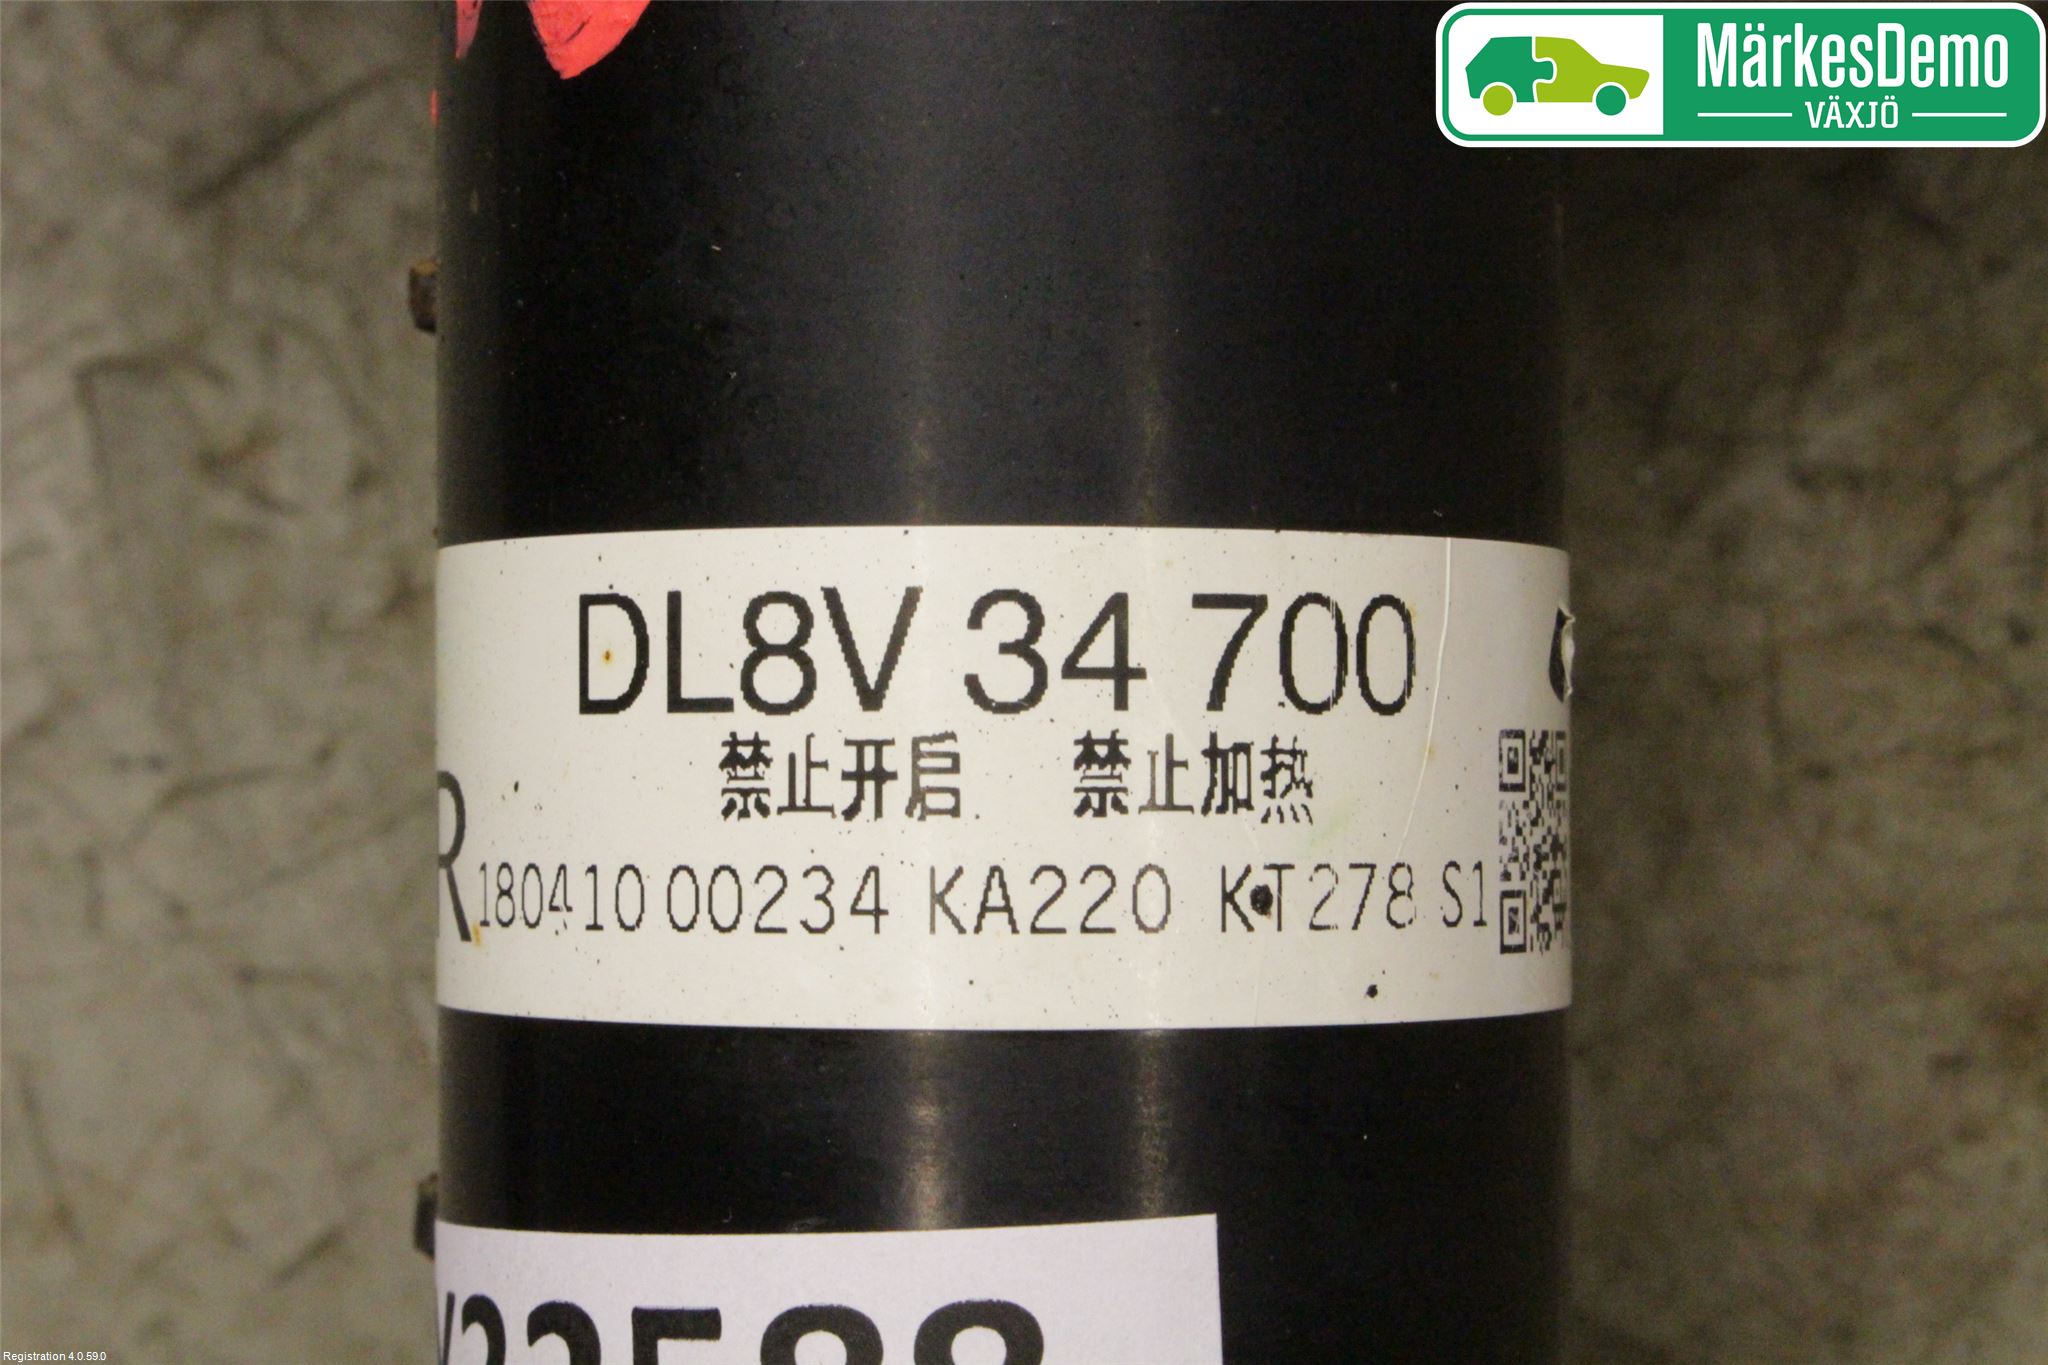 MärkesDemo
VÄXJÖ
DL8V 34 700
禁止开启 禁止加热
R 180410 00234 KA220 KT278 S1
Registration 4.0.59.0